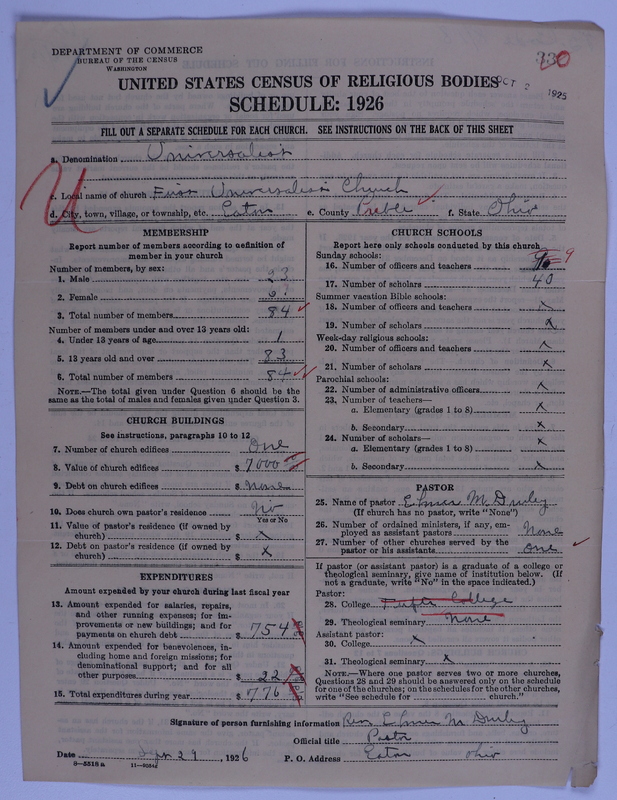 DEPARTMENT OF COMMERCE
BUREAU OF THE CENSUS
WASHINGTON
330
OCT 2 1926
UNITED STATES CENSUS OF RELIGIOUS BODIES
SCHEDULE: 1926
FILL OUT A SEPARATE SCHEDULE FOR EACH CHURCH. SEE INSTRUCTIONS ON THE BACK OF THIS SHEET
a. Denomination Universalist
c. Local name of church First Universalist Church
d. City, town, village, or township, etc. Eaton e. County Preble f. State Ohio
MEMBERSHIP
Report number of members according to definition of
member in your church
Number of members, by sex:
1. Male
2. Female
3. Total number of members 84
Number of members under and over 13 years old:
4. Under 13 years of age 1
5. 13 years old and over 83
6. Total number of members 84
NOTE.—The total given under Question 6 should be the
same as the total of males and females given under Question 3.
CHURCH BUILDINGS
See instructions, paragraphs 10 to 12
7. Number of church edifices One
8. Value of church edifices $ 7000
9. Debt on church edifices $ None
10. Does church own pastor's residence No
Yes or No
11. Value of pastor's residence (if owned by
church) $ x
12. Debt on pastor's residence (if owned by
church) $ x
EXPENDITURES
Amount expended by your church during last fiscal year
13. Amount expended for salaries, repairs,
and other running expenses; for im-
provements or new buildings; and for
payments on church debt $ 754
14. Amount expended for benevolences, in-
cluding home and foreign missions; for
denominational support; and for all
other purposes $ 22
15. Total expenditures during year $ 776
CHURCH SCHOOLS
Report here only schools conducted by this church
Sunday schools:
16. Number of officers and teachers 9
17. Number of scholars 40
Summer vacation Bible schools:
18. Number of officers and teachers x
19. Number of scholars x
Week-day religious schools:
20. Number of officers and teachers x
21. Number of scholars x
Parochial schools:
22. Number of administrative officers x
23. Number of teachers—
a. Elementary (grades 1 to 8) x
b. Secondary x
24. Number of scholars—
a. Elementary (grades 1 to 8) x
b. Secondary x
PASTOR
25. Name of pastor Elmer M
(If church has no pastor, write "None")
26. Number of ordained ministers, if any, em-
ployed as assistant pastors None
27. Number of other churches served by the
pastor or his assistants one
If pastor (or assistant pastor) is a graduate of a college or
theological seminary, give name of institution below. (If
not a graduate, write "No" in the space indicated.)
Pastor:
28. College College
29. Theological seminary None
Assistant pastor:
30. College x
31. Theological seminary x
NOTE.—Where one pastor serves two or more churches,
Questions 28 and 29 should be answered only on the schedule
for one of the churches; on the schedules for the other churches,
write "See schedule for church."
Signature of person furnishing information Rev Elmer M
Official title Pastor
Date 29, 1926 P. O. Address Eaton Ohio
8—5518 a